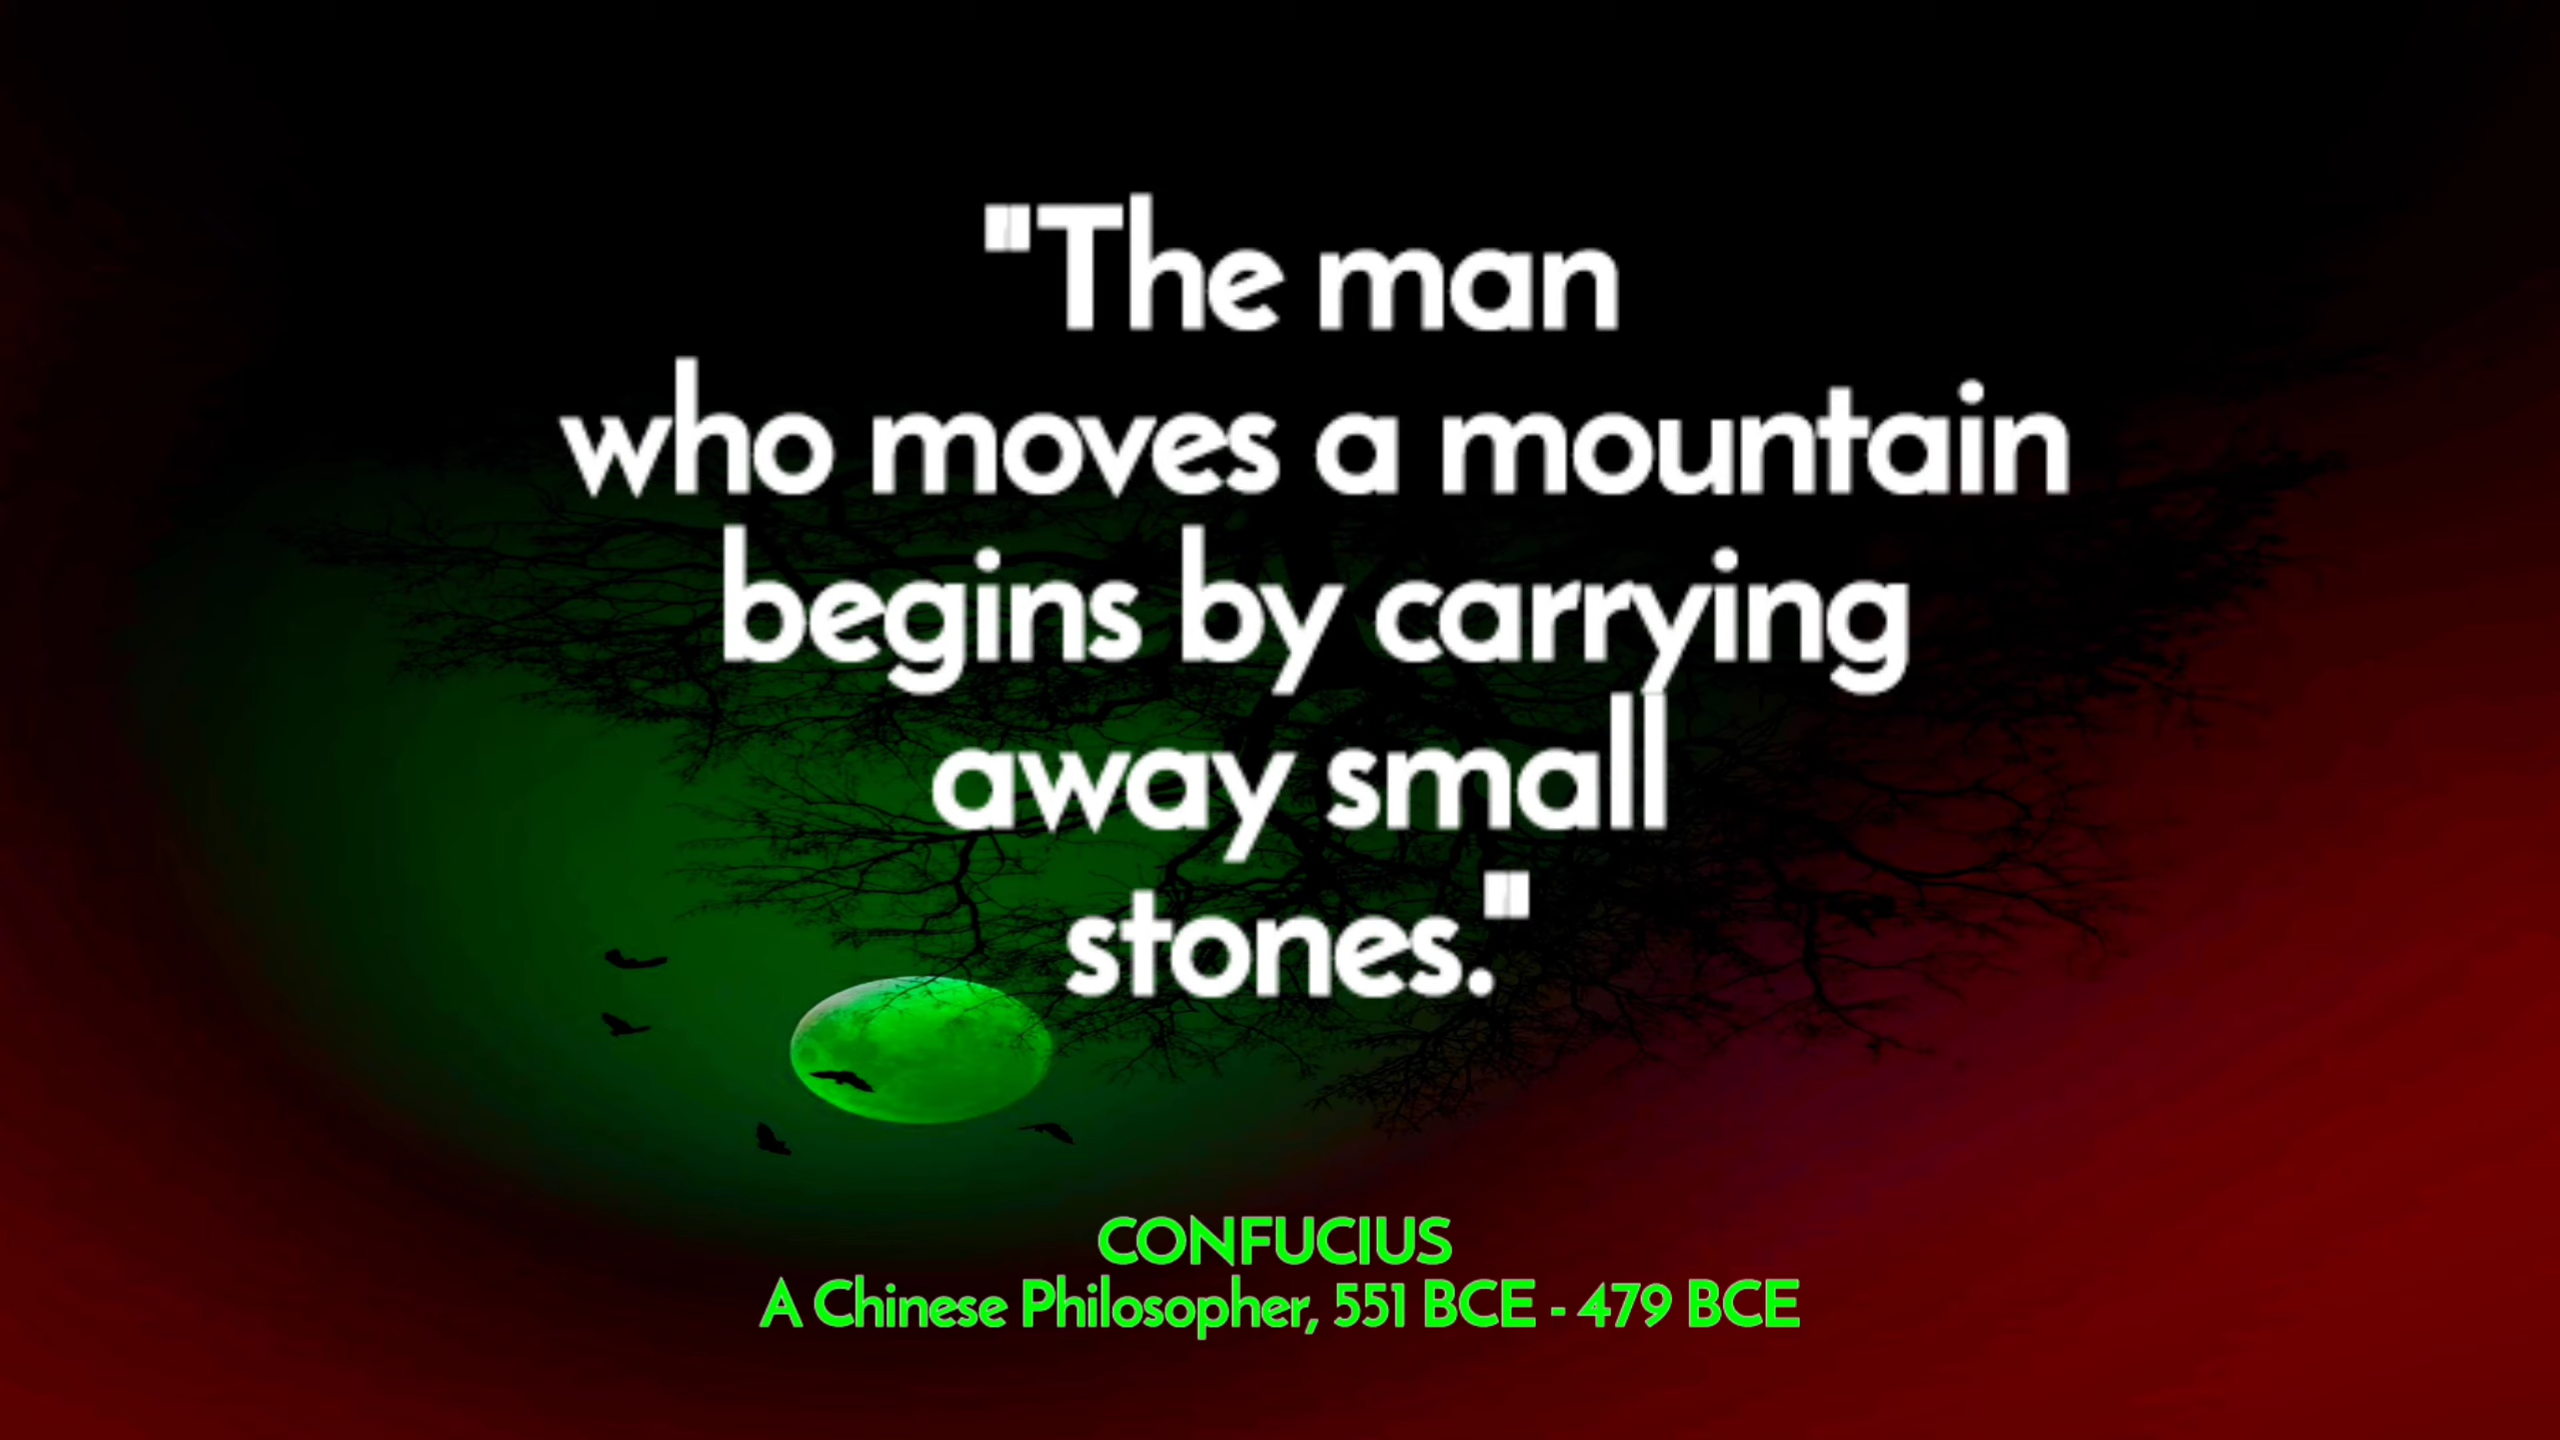 "The man
who moves a mountain
begins by carrying
away small
stones."
CONFUCIUS
A Chinese Philosopher, 551 BCE - 479 BCE